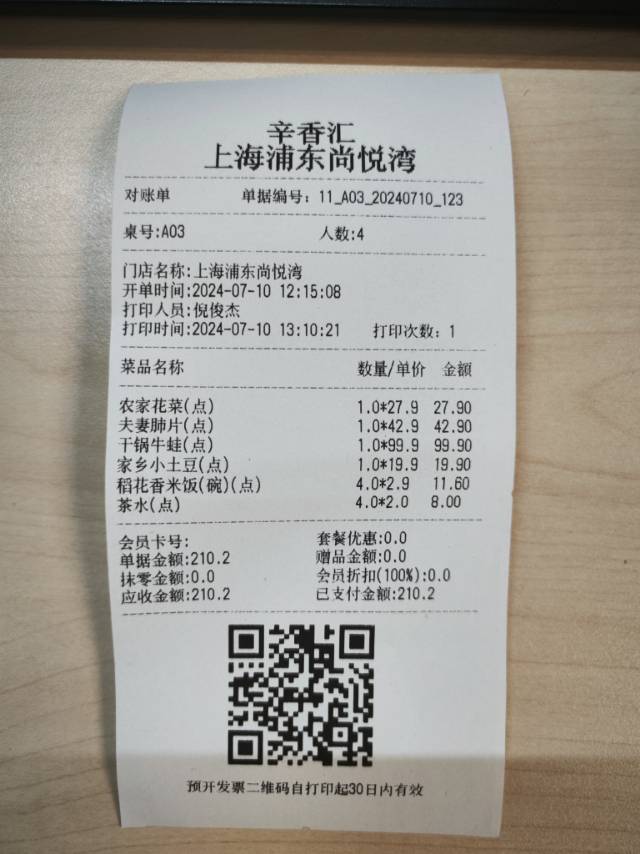 辛香汇
上海浦东尚悦湾
对账单 单据编号: 11_A03_20240710_123
桌号:A03 人数:4
门店名称:上海浦东尚悦湾
开单时间:2024-07-10 12:15:08
打印人员:倪俊杰
打印时间:2024-07-10 13:10:21 打印次数: 1
菜品名称 数量/单价 金额
农家花菜(点) 1.0*27.9 27.90
夫妻肺片(点) 1.0*42.9 42.90
干锅牛蛙(点) 1.0*99.9 99.90
家乡小土豆(点) 1.0*19.9 19.90
稻花香米饭(碗)(点) 4.0*2.9 11.60
茶水(点) 4.0*2.0 8.00
会员卡号: 套餐优惠:0.0
单据金额:210.2 赠品金额:0.0
抹零金额:0.0 会员折扣(100%):0.0
应收金额:210.2 已支付金额:210.2
预开发票二维码自打印起30日内有效